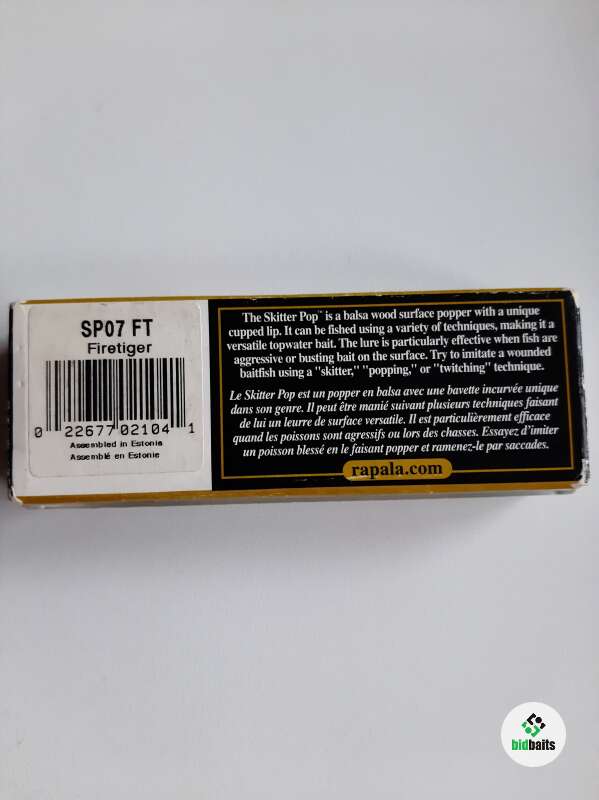 SP07 FT
Firetiger
0 22677 02104 1
Assembled in Estonie
Assemblé en Estonie
The Skitter Pop™ is a balsa wood surface popper with a unique
cupped lip. It can be fished using a variety of techniques, making it a
versatile topwater bait. The lure is particularly effective when fish are
aggressive or busting bait on the surface. Try to imitate a wounded
baitfish using a "skitter," "popping," or "twitching" technique.
Le Skitter Pop est un popper en balsa avec une bavette incurvée unique
dans son genre. Il peut être manié suivant plusieurs techniques faisant
de lui un leurre de surface versatile. Il est particulièrement efficace
quand les poissons sont agressifs ou lors des chasses. Essayez d'imiter
un poisson blessé en le faisant popper et ramenez-le par saccades.
rapala.com
bidbaits